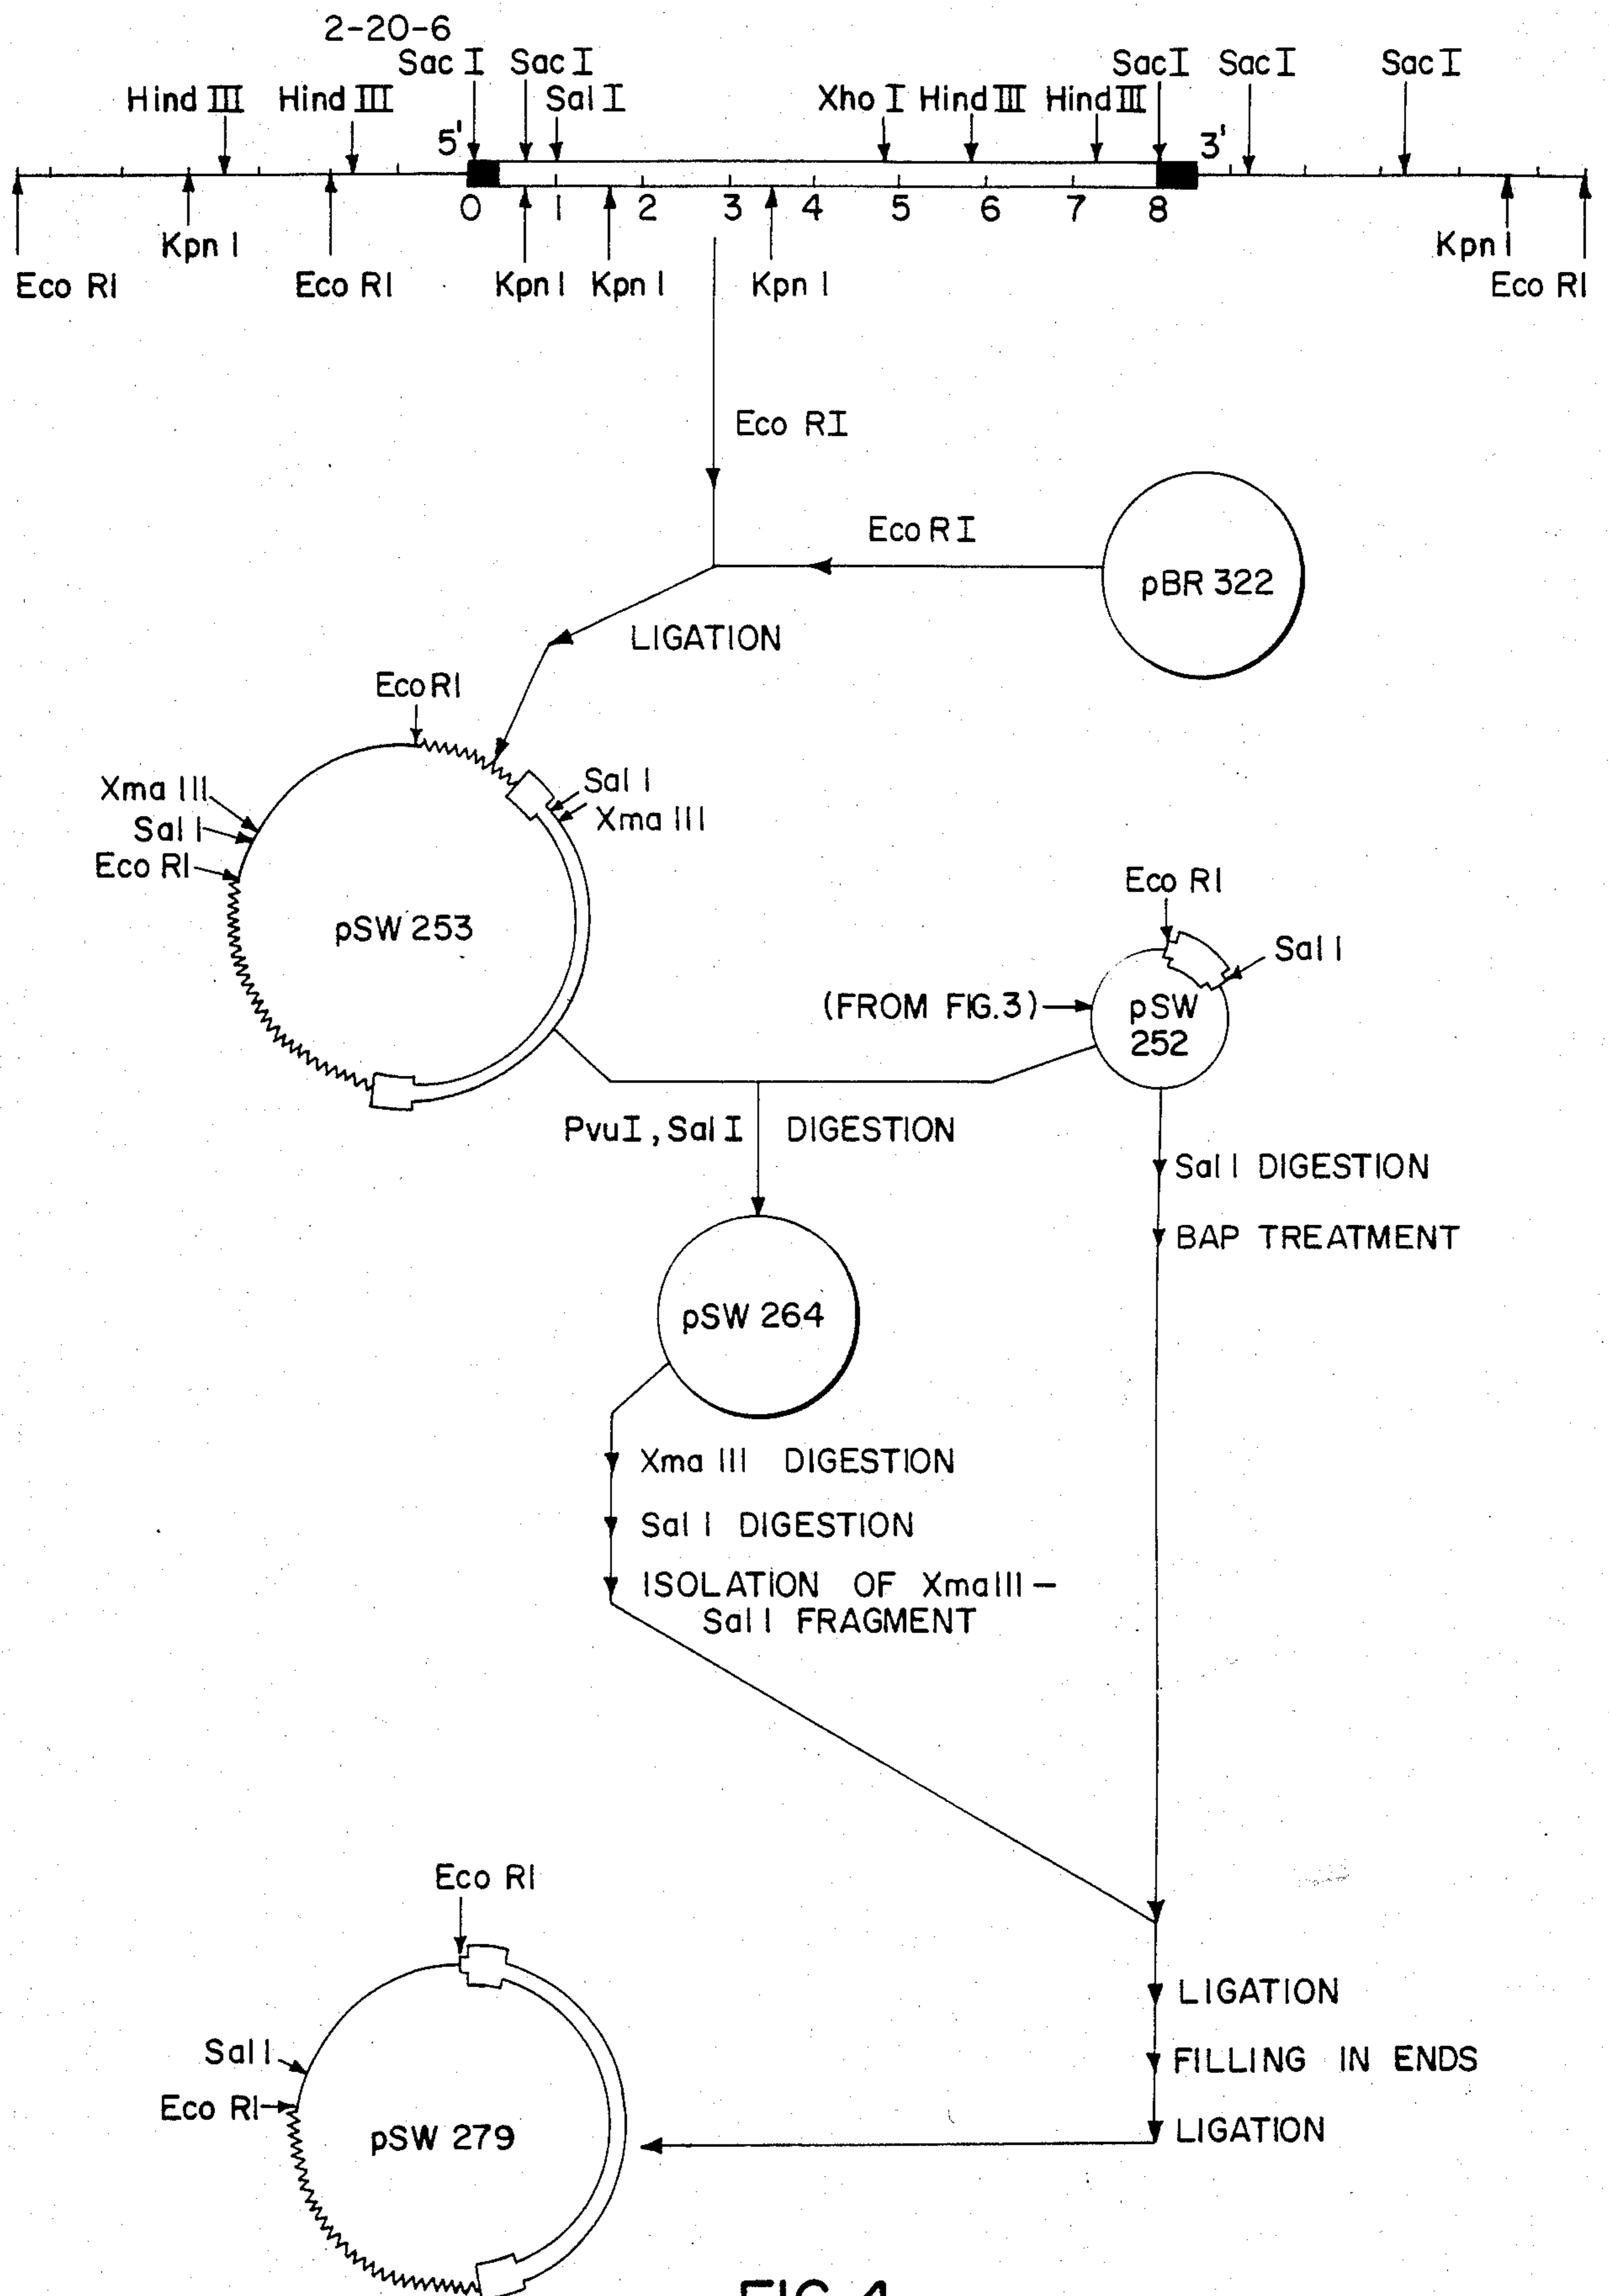 2-20-6
Sac I Sac I SacI Sac I Sac I
Hind III Hind III Sal I Xho I Hind III Hind III
5' 3'
0 1 2 3 4 5 6 7 8
Kpn I Kpn I
Eco RI Eco RI Kpn I Kpn I Kpn I Eco RI
Eco RI
Eco RI
pBR 322
LIGATION
Eco RI
Sal I
Xma III
Xma III
Sal I
Eco RI
pSW 253
Eco RI
Sal I
(FROM FIG.3)
pSW
252
PvuI, Sal I DIGESTION
Sal I DIGESTION
BAP TREATMENT
pSW 264
Xma III DIGESTION
Sal I DIGESTION
ISOLATION OF XmaIII-
Sal I FRAGMENT
Eco RI
LIGATION
Sal I
FILLING IN ENDS
Eco RI
pSW 279
LIGATION
FIG.4